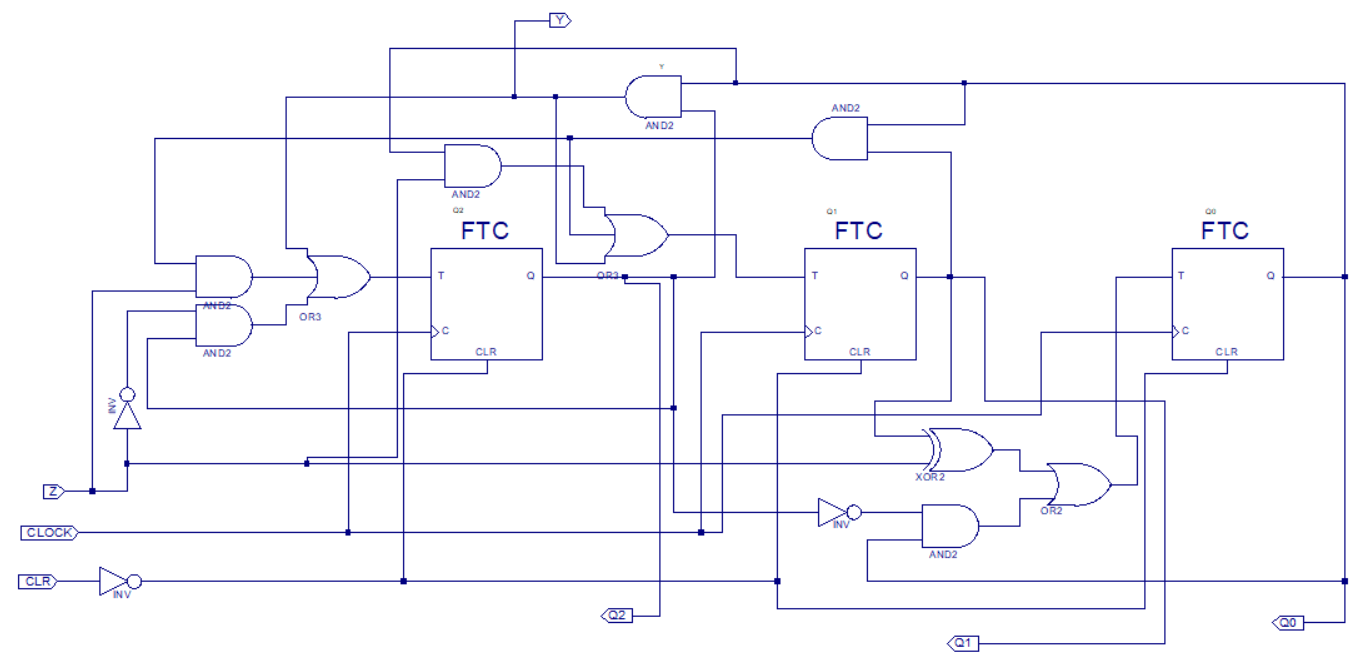 Y
Y
AND2
AND2
AND2
Q2
FTC
Q1
FTC
Q0
FTC
T
Q
C
CLR
OR3
T
Q
C
CLR
T
Q
C
CLR
AND2
OR3
AND2
INV
Z
XOR2
OR2
INV
AND2
CLOCK
CLR
INV
Q2
Q1
Q0